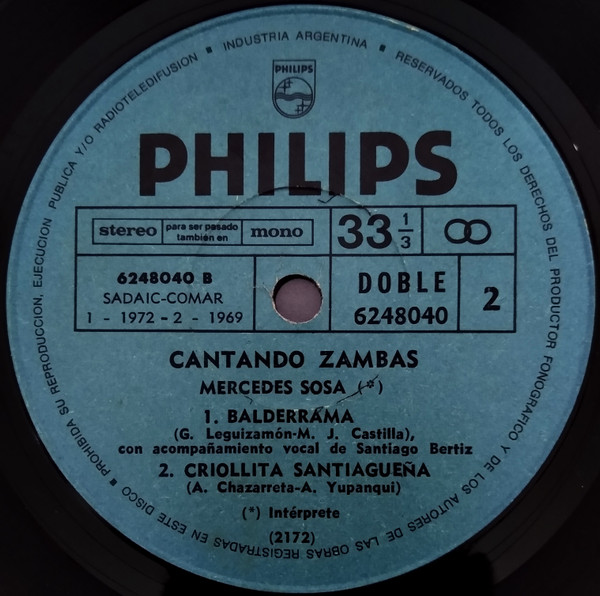 PROHIBIDA SU REPRODUCCION, EJECUCION PUBLICA Y/O RADIOTELEDIFUSION ▪ INDUSTRIA ARGENTINA ▪ RESERVADOS TODOS LOS DERECHOS DEL PRODUCTOR FONOGRAFICO Y DE LOS AUTORES DE LAS OBRAS REGISTRADAS EN ESTE DISCO ▪
PHILIPS
PHILIPS
stereo
para ser pasado
también en
mono
33 1/3
6248040 B
SADAIC-COMAR
1 - 1972 - 2 - 1969
DOBLE
6248040
2
CANTANDO ZAMBAS
MERCEDES SOSA (*)
1. BALDERRAMA
(G. Leguizamón-M. J. Castilla),
con acompañamiento vocal de Santiago Bertiz
2. CRIOLLITA SANTIAGUEÑA
(A. Chazarreta-A. Yupanqui)
(*) Intérprete
(2172)